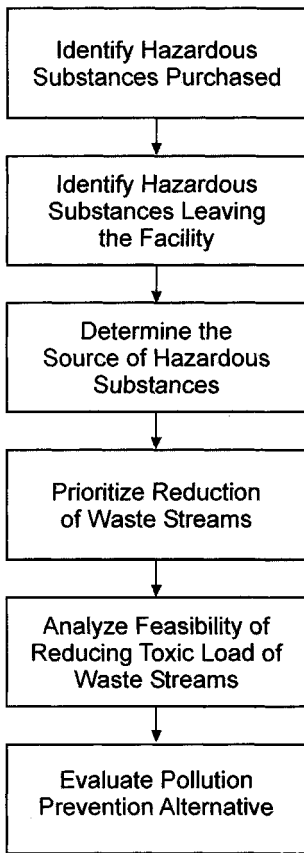 Identify Hazardous
Substances Purchased
Identify Hazardous
Substances Leaving
the Facility
Determine the
Source of Hazardous
Substances
Prioritize Reduction
of Waste Streams
Analyze Feasibility of
Reducing Toxic Load of
Waste Streams
Evaluate Pollution
Prevention Alternative